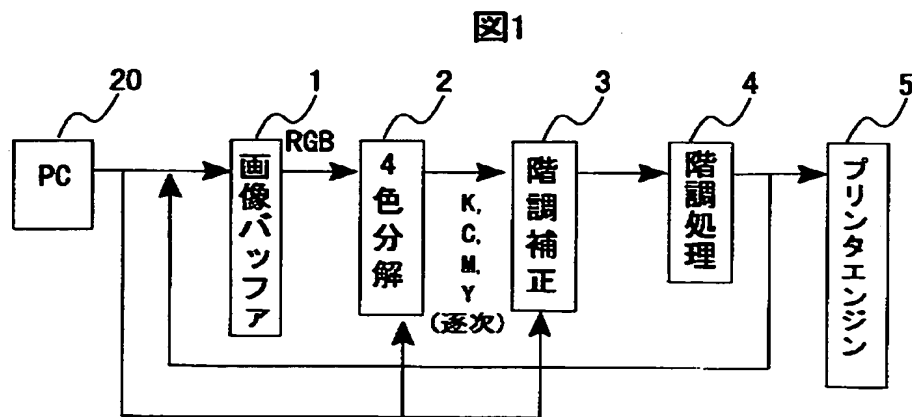 図1
20
1
2
3
4
5
PC
画像バッファ
RGB
4色分解
K,
C,
M,
Y
(逐次)
階調補正
階調処理
プリンタエンジン